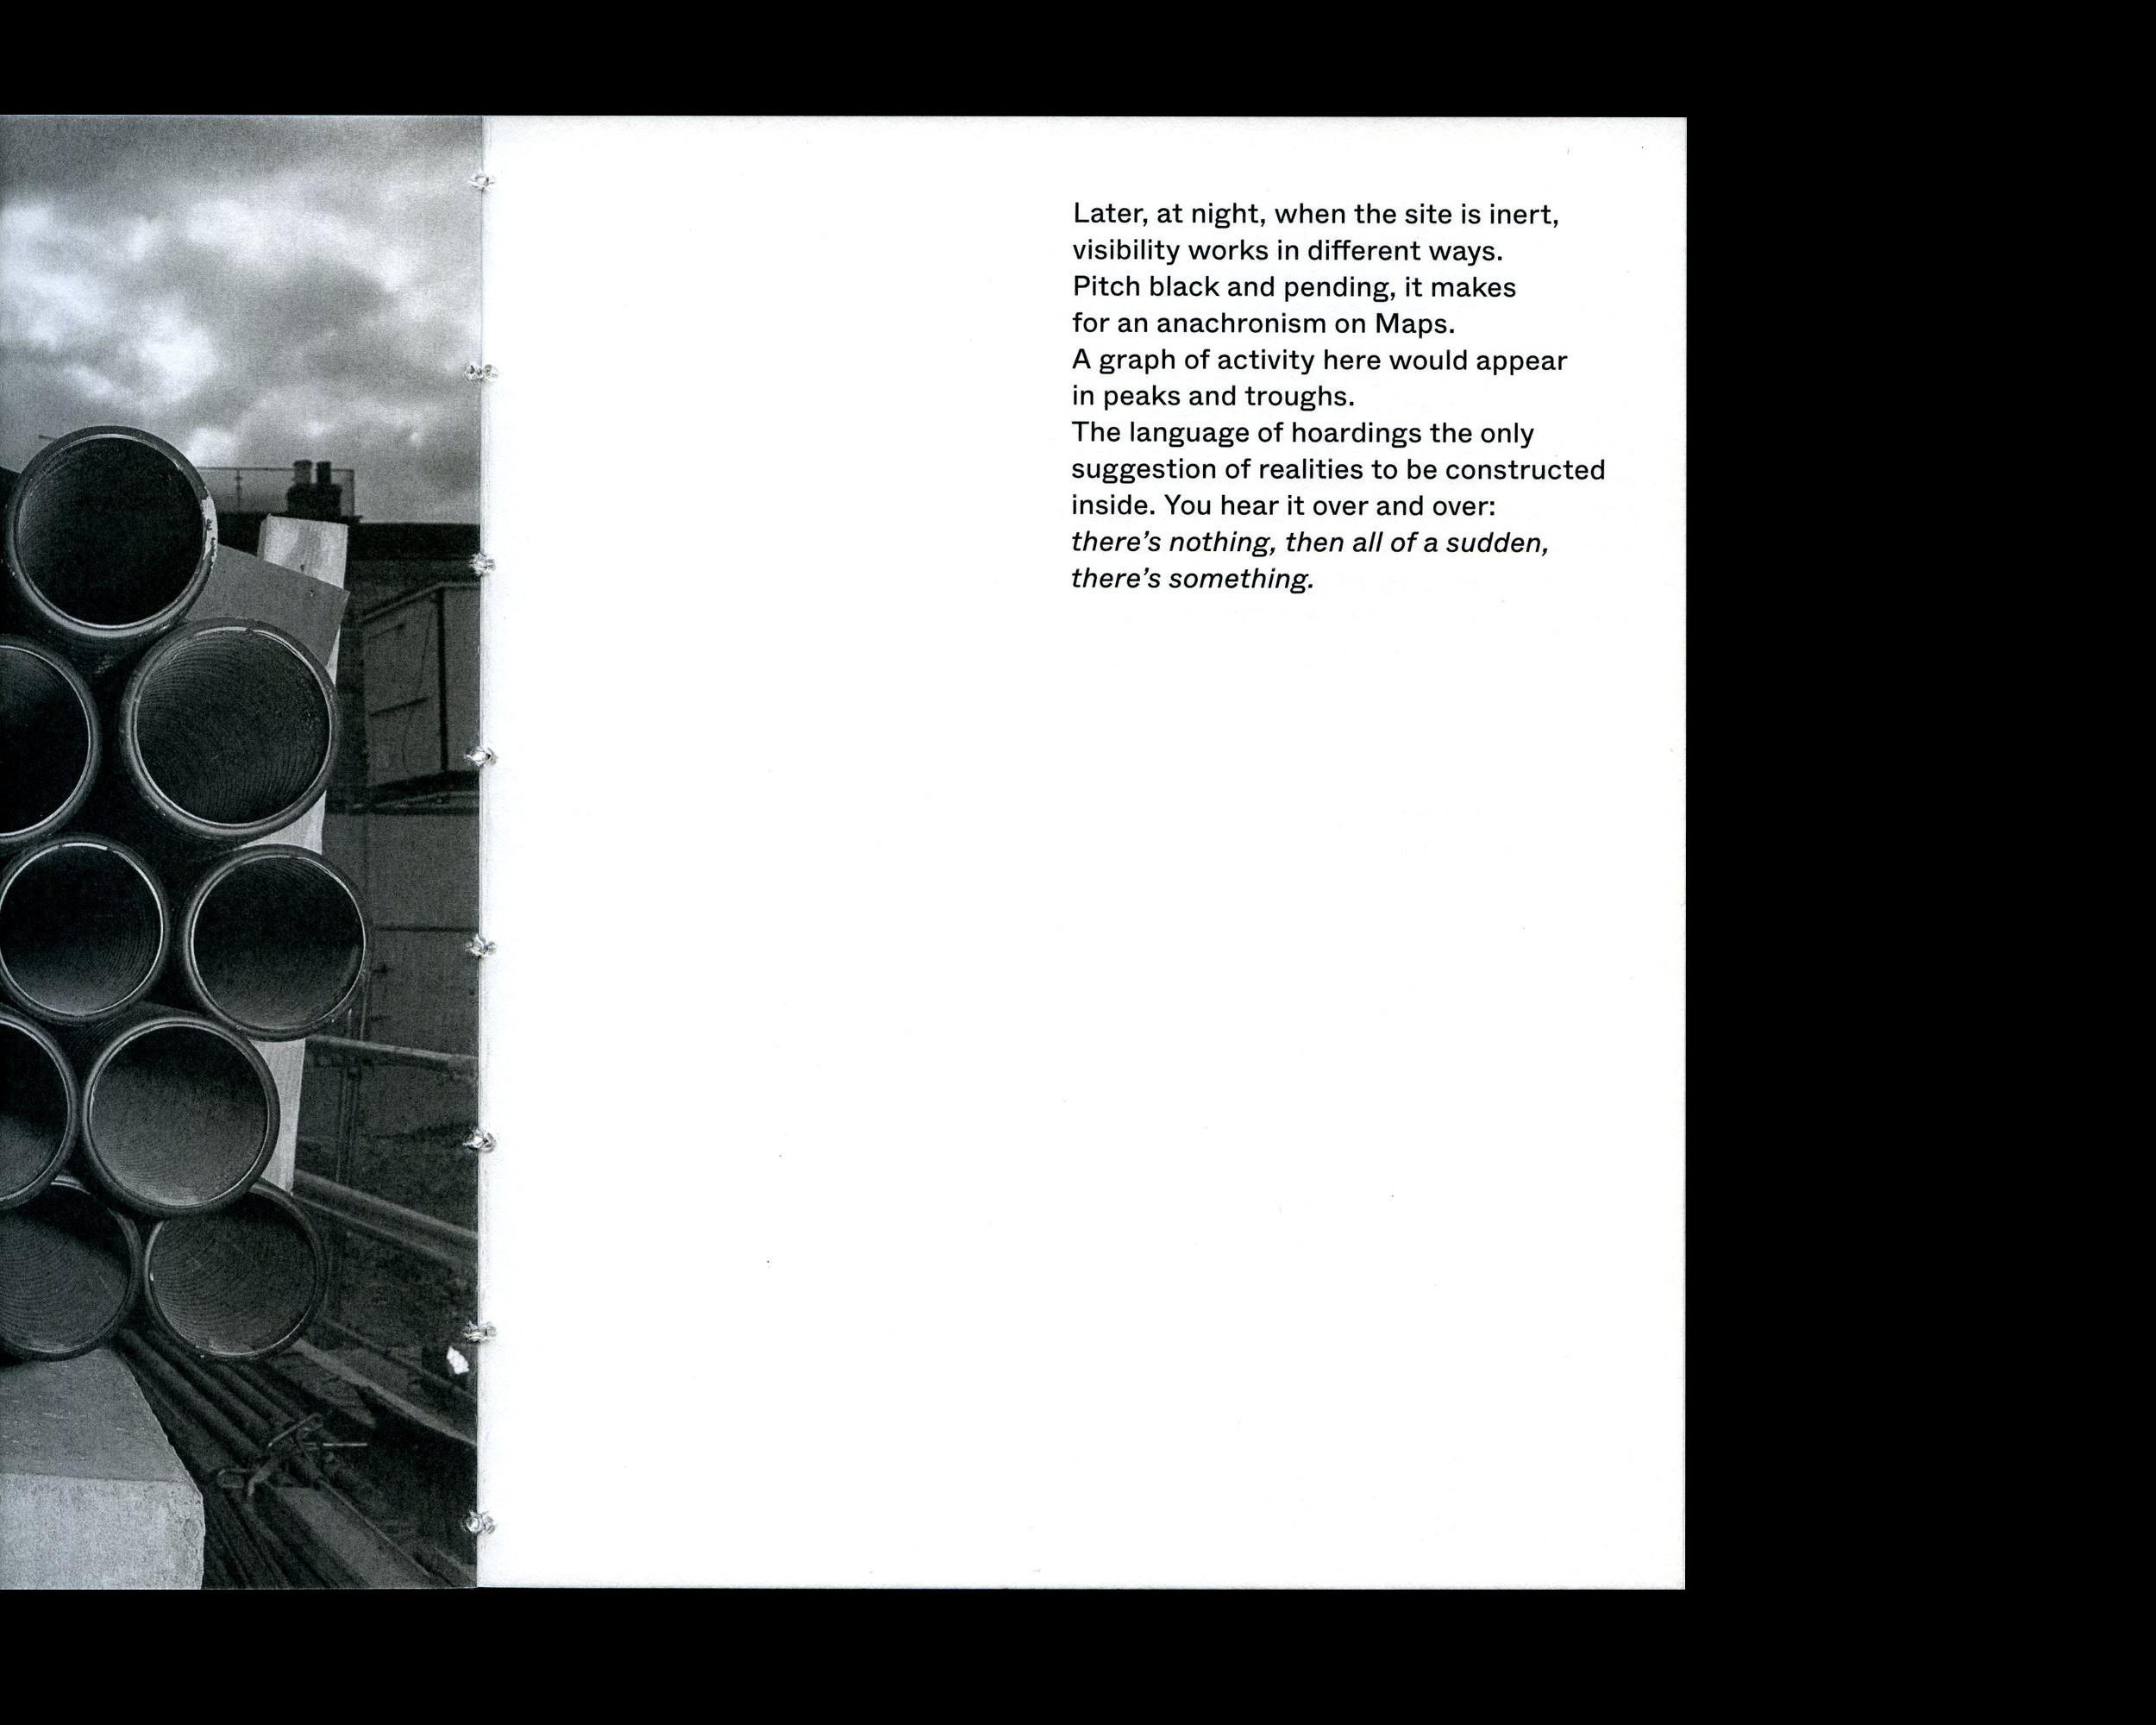 Later, at night, when the site is inert,
visibility works in different ways.
Pitch black and pending, it makes
for an anachronism on Maps.
A graph of activity here would appear
in peaks and troughs.
The language of hoardings the only
suggestion of realities to be constructed
inside. You hear it over and over:
there’s nothing, then all of a sudden,
there’s something.